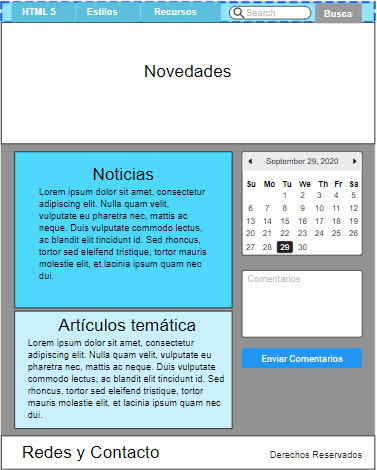 HTML 5 Estilos Recursos Search Busca
Novedades
Noticias
Lorem ipsum dolor sit amet, consectetur
adipiscing elit. Nulla quam velit,
vulputate eu pharetra nec, mattis ac
neque. Duis vulputate commodo lectus,
ac blandit elit tincidunt id. Sed rhoncus,
tortor sed eleifend tristique, tortor mauris
molestie elit, et lacinia ipsum quam nec
dui.
September 29, 2020
Su Mo Tu We Th Fr Sa
1 2 3 4 5
6 7 8 9 10 11 12
13 14 15 16 17 18 19
20 21 22 23 24 25 26
27 28 29 30
Comentarios
Enviar Comentarios
Artículos temática
Lorem ipsum dolor sit amet, consectetur
adipiscing elit. Nulla quam velit, vulputate eu
pharetra nec, mattis ac neque. Duis vulputate
commodo lectus, ac blandit elit tincidunt id. Sed
rhoncus, tortor sed eleifend tristique, tortor
mauris molestie elit, et lacinia ipsum quam nec
dui.
Redes y Contacto
Derechos Reservados